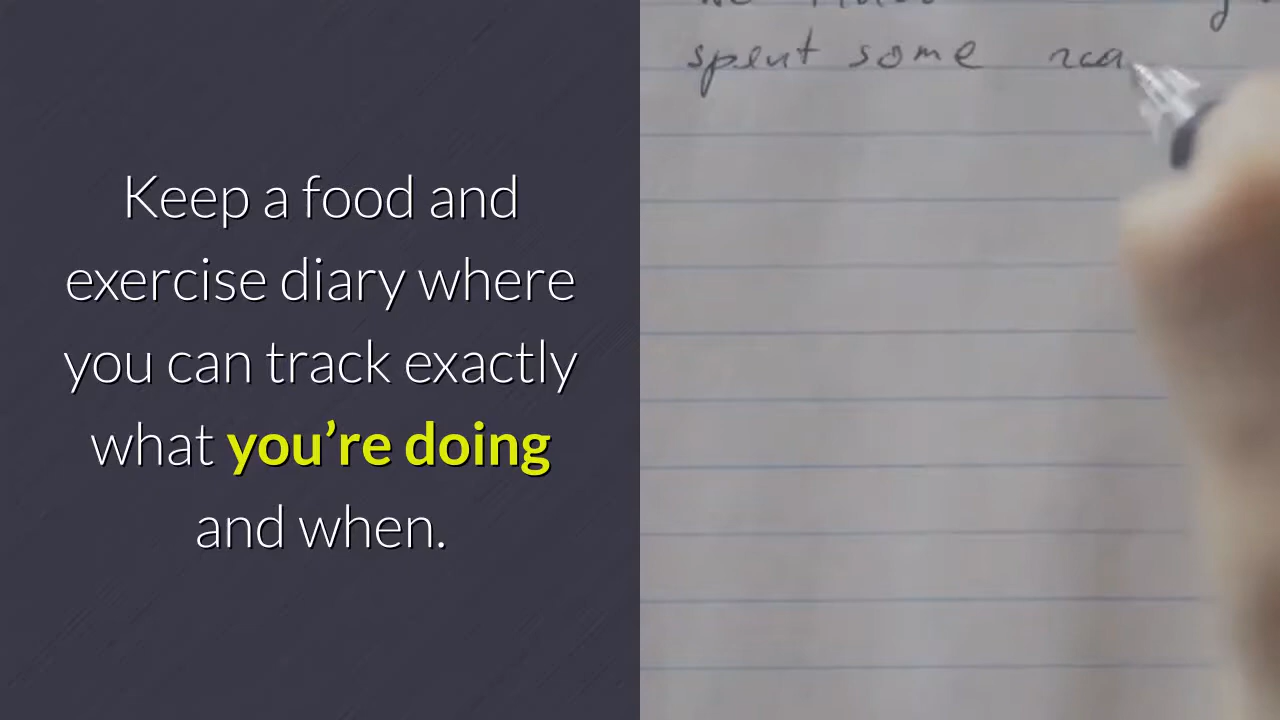 Keep a food and
exercise diary where
you can track exactly
what you're doing
and when.
spent some